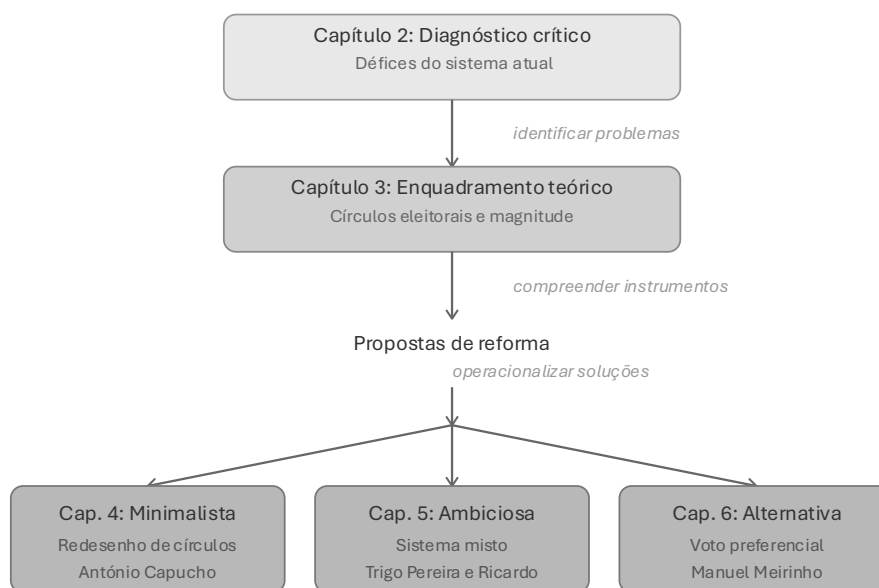 Capítulo 2: Diagnóstico crítico
Défices do sistema atual
identificar problemas
Capítulo 3: Enquadramento teórico
Círculos eleitorais e magnitude
compreender instrumentos
Propostas de reforma
operacionalizar soluções
Cap. 4: Minimalista
Redesenho de círculos
António Capucho
Cap. 5: Ambiciosa
Sistema misto
Trigo Pereira e Ricardo
Cap. 6: Alternativa
Voto preferencial
Manuel Meirinho